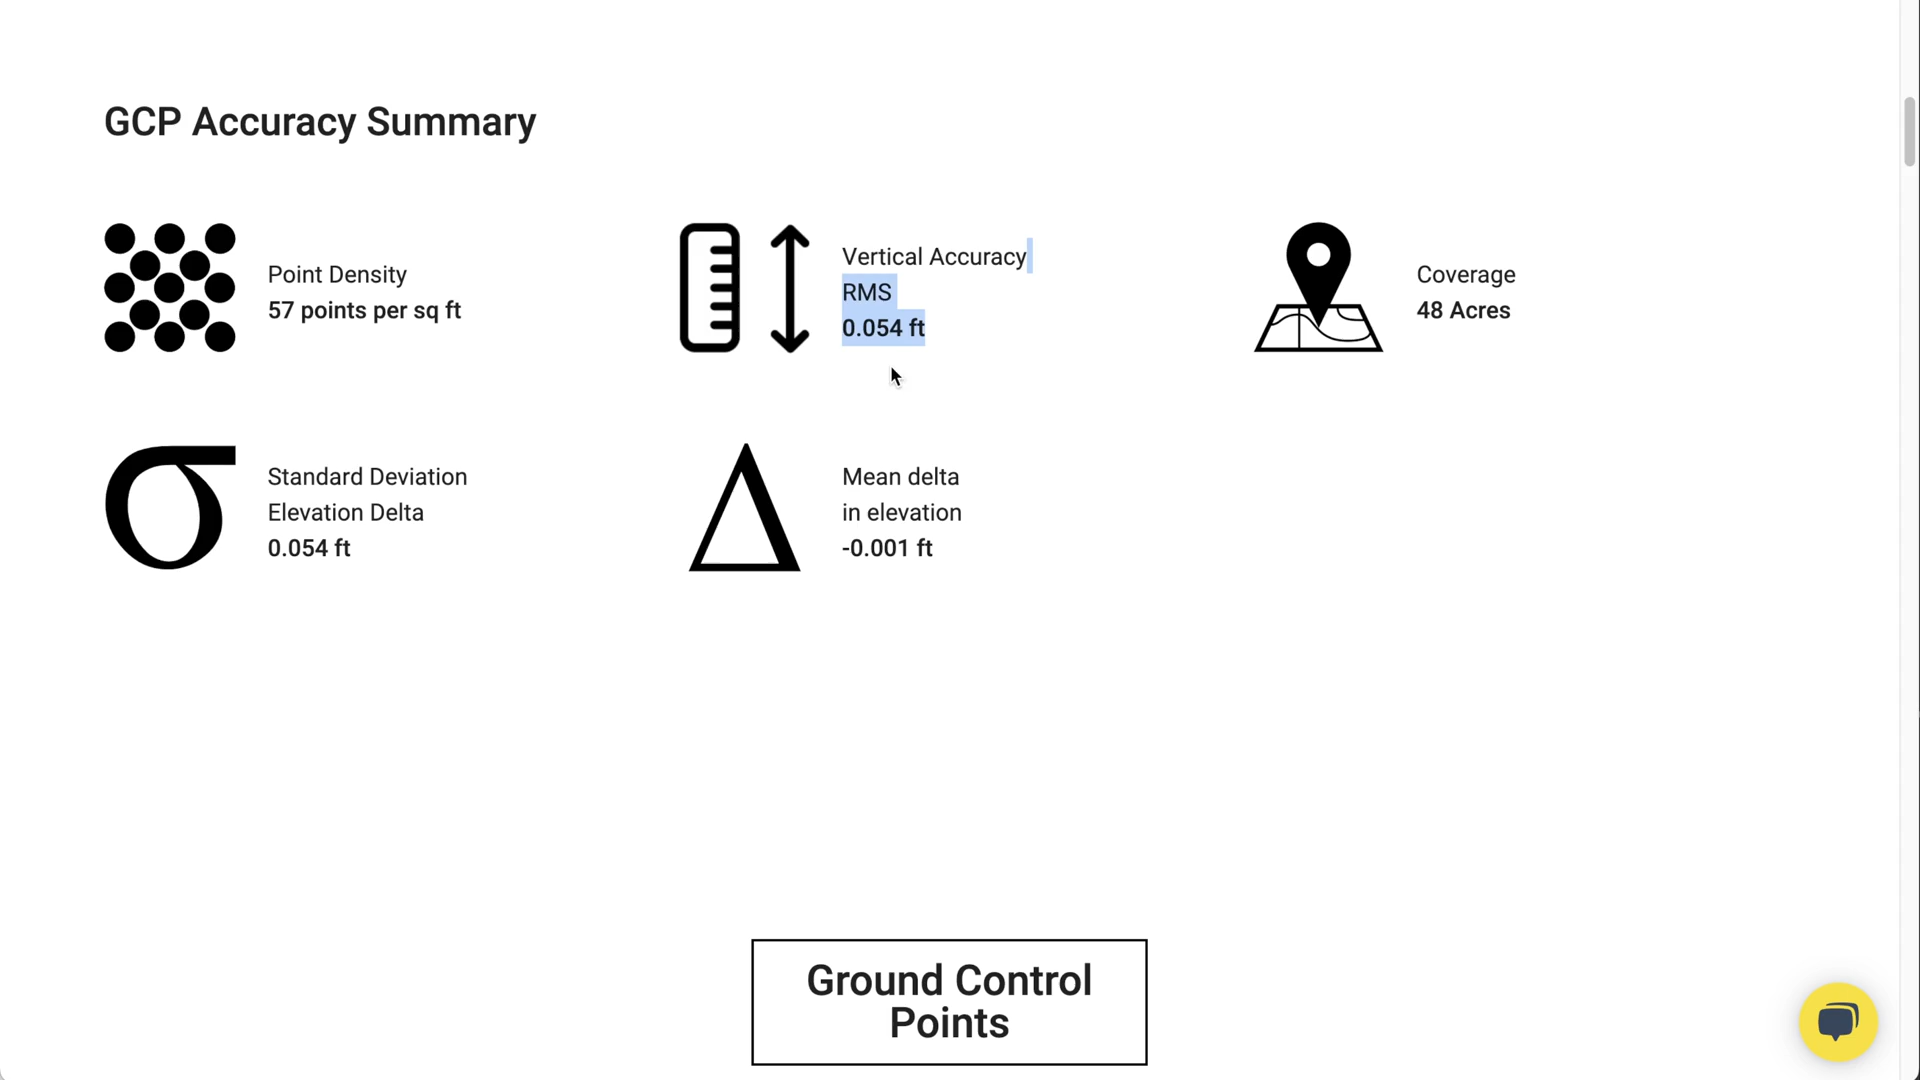 GCP Accuracy Summary
Point Density
57 points per sq ft
Vertical Accuracy
RMS
0.054 ft
Coverage
48 Acres
Standard Deviation
Elevation Delta
0.054 ft
Mean delta
in elevation
-0.001 ft
Ground Control
Points